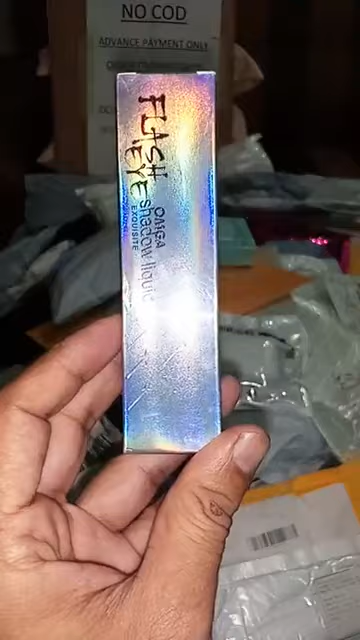 NO COD
ADVANCE PAYMENT ONLY
FLASH
EYE shadow liquid
OMGA
EXQUISITE